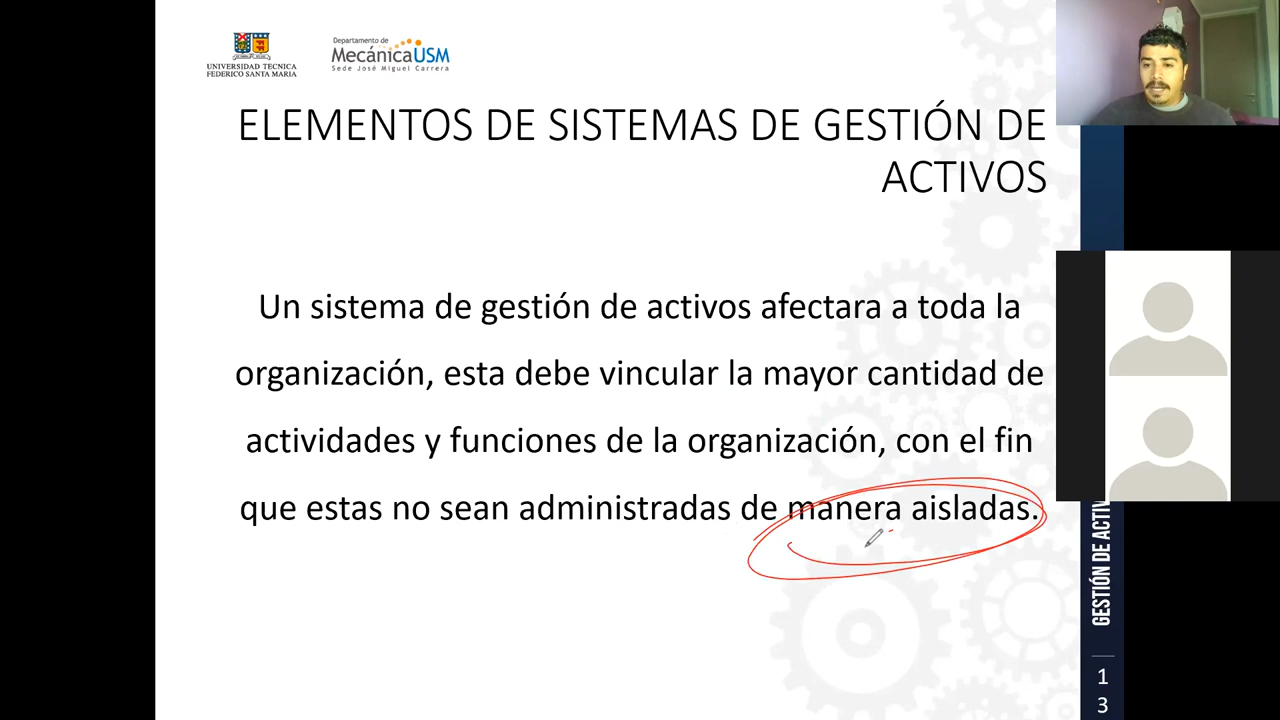 UNIVERSIDAD TECNICA
FEDERICO SANTA MARIA
Departamento de
MecánicaUSM
Sede José Miguel Carrera
ELEMENTOS DE SISTEMAS DE GESTIÓN DE
ACTIVOS
Un sistema de gestión de activos afectara a toda la
organización, esta debe vincular la mayor cantidad de
actividades y funciones de la organización, con el fin
que estas no sean administradas de manera aisladas.
GESTIÓN DE ACTIV
1
3